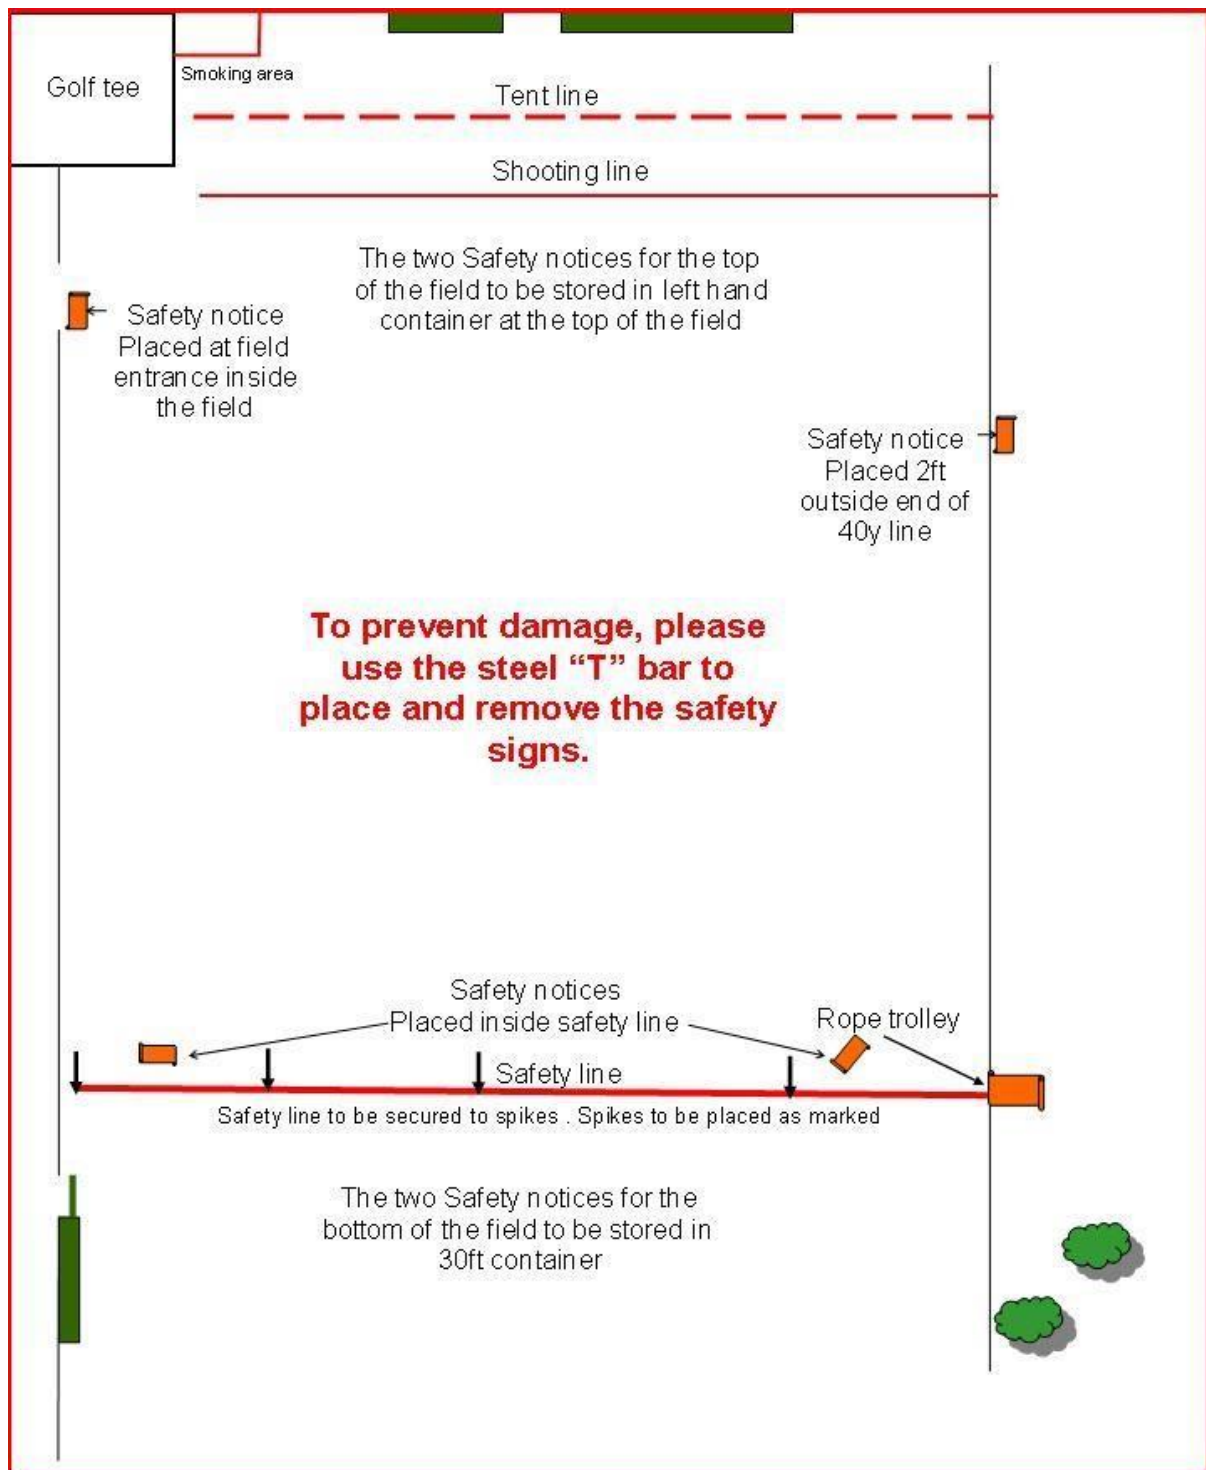 Golf tee
Smoking area
Tent line
Shooting line
The two Safety notices for the top
of the field to be stored in left hand
container at the top of the field
Safety notice
Placed at field
entrance inside
the field
Safety notice
Placed 2ft
outside end of
40y line
To prevent damage, please
use the steel “T” bar to
place and remove the safety
signs.
Safety notices
Placed inside safety line
Rope trolley
Safety line
Safety line to be secured to spikes . Spikes to be placed as marked
The two Safety notices for the
bottom of the field to be stored in
30ft container